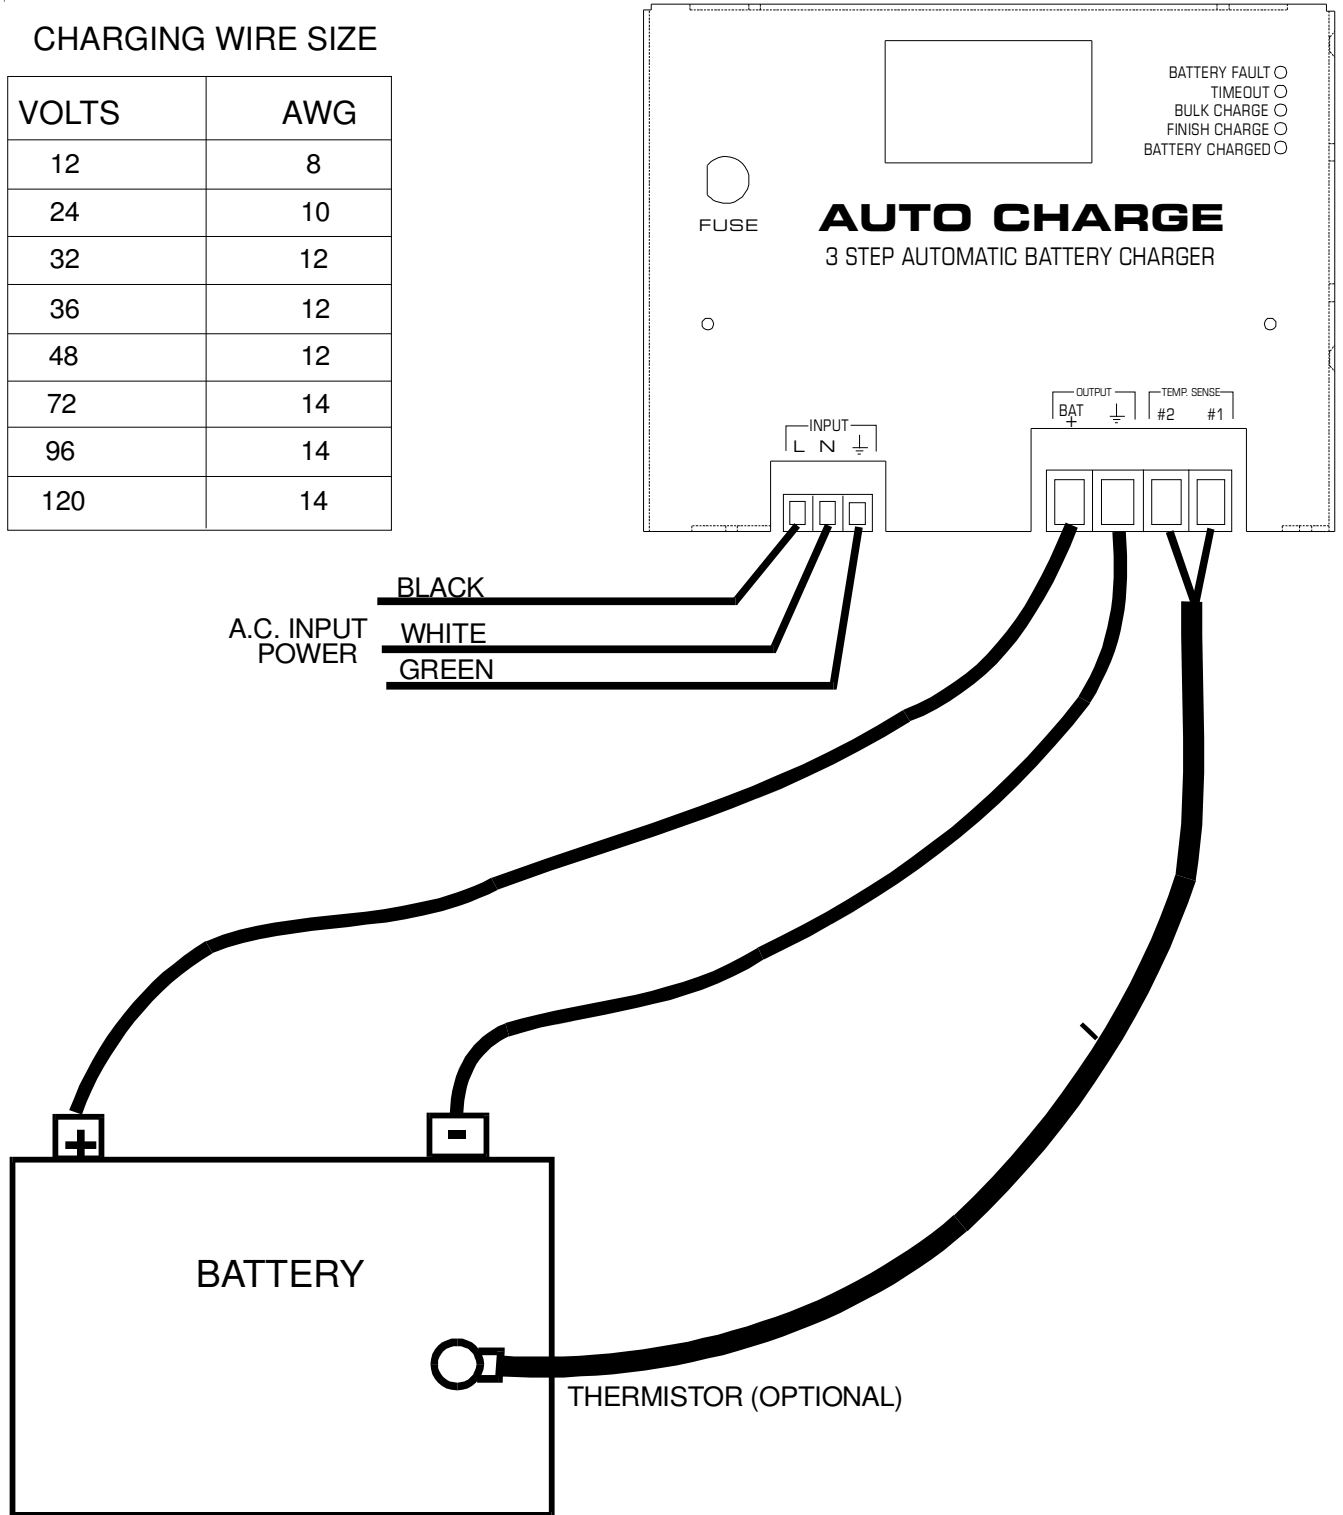 CHARGING WIRE SIZE
VOLTS AWG
12 8
24 10
32 12
36 12
48 12
72 14
96 14
120 14
BATTERY FAULT
TIMEOUT
BULK CHARGE
FINISH CHARGE
BATTERY CHARGED
FUSE
AUTO CHARGE
3 STEP AUTOMATIC BATTERY CHARGER
OUTPUT TEMP. SENSE
BAT #2 #1
+
INPUT
L N
BLACK
A.C. INPUT
POWER
WHITE
GREEN
+ -
BATTERY
THERMISTOR (OPTIONAL)